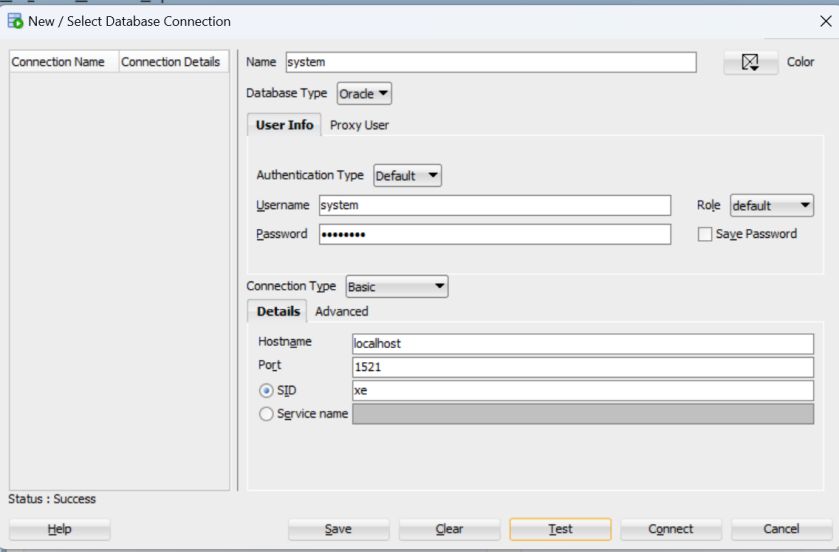 New / Select Database Connection
Connection Name Connection Details
Name system Color
Database Type Oracle
User Info Proxy User
Authentication Type Default
Username system Role default
Password •••••••• Save Password
Connection Type Basic
Details Advanced
Hostname localhost
Port 1521
SID xe
Service name
Status : Success
Help Save Clear Test Connect Cancel